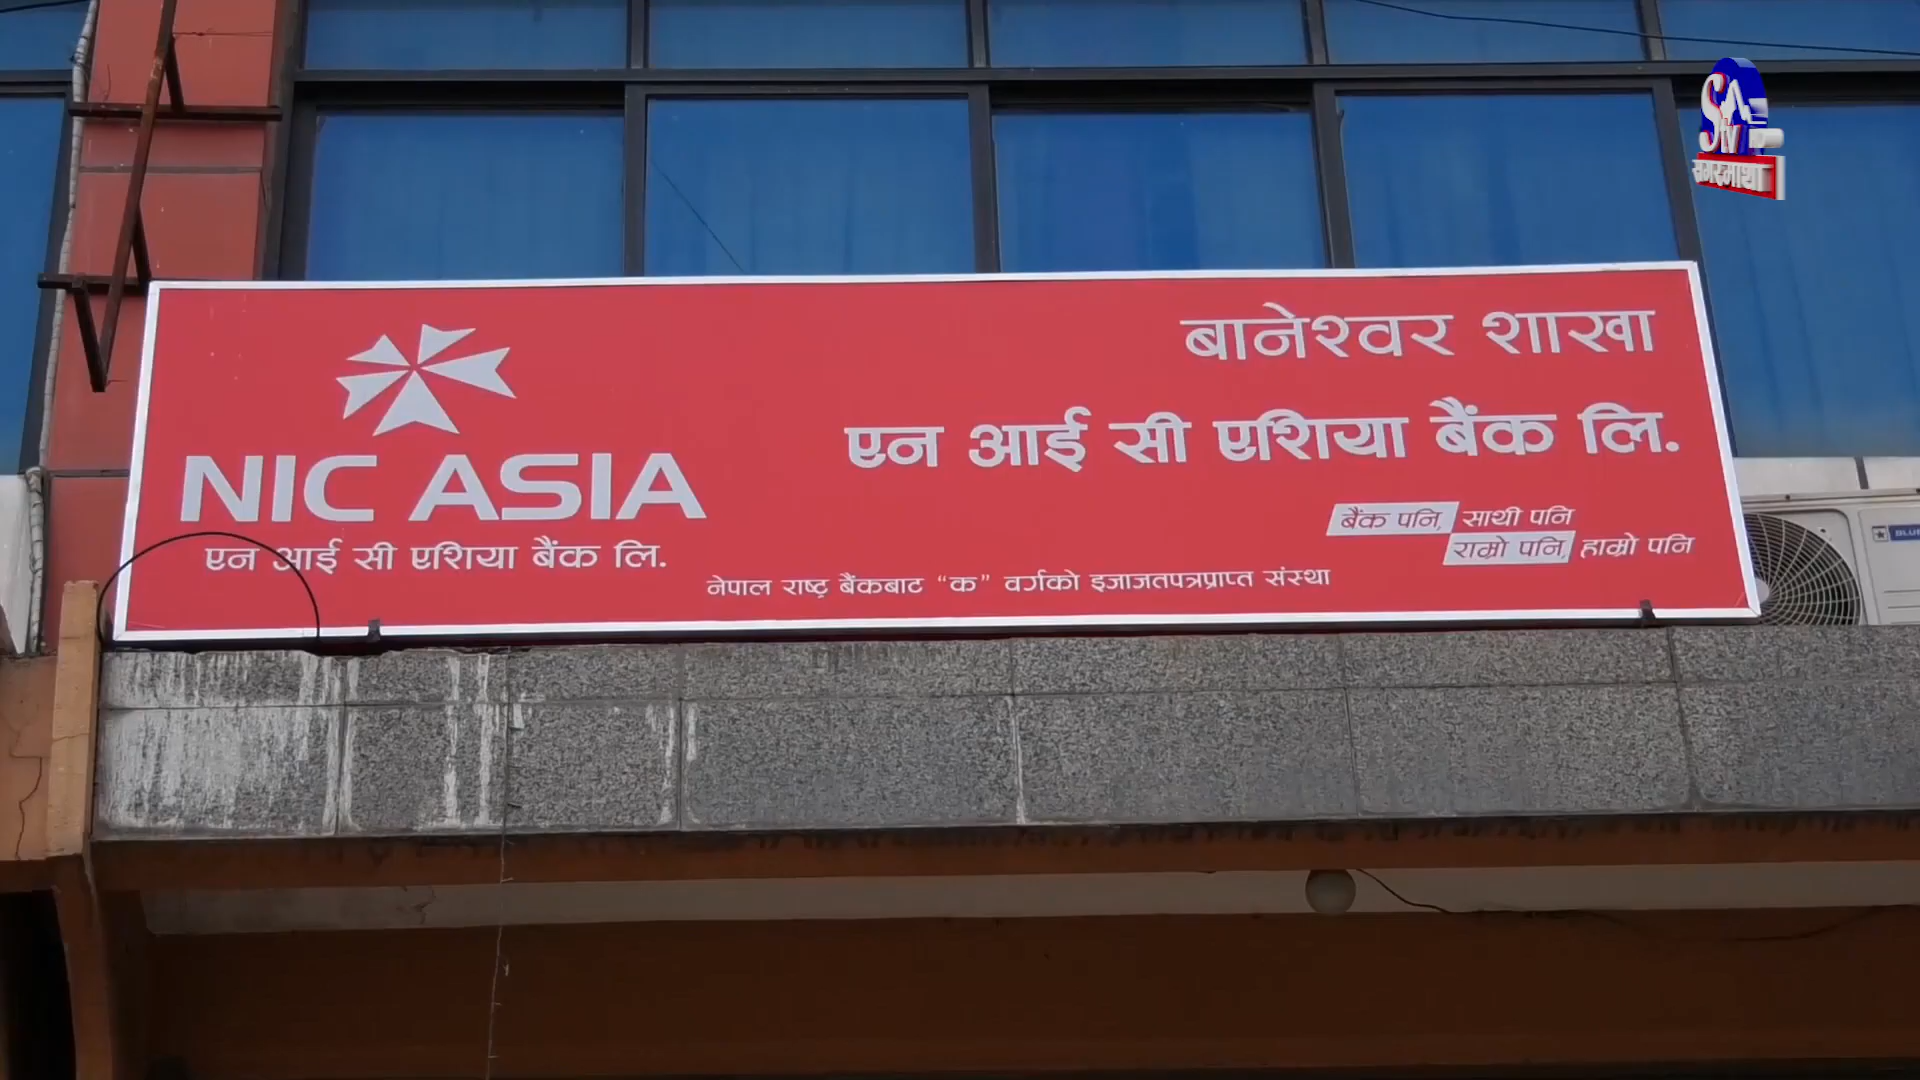 बानेश्वर शाखा
एन आई सी एशिया बैंक लि.
NIC ASIA
एन आई सी एशिया बैंक लि.
बैंक पनि, साथी पनि
राम्रो पनि, हाम्रो पनि
नेपाल राष्ट्र बैंकबाट “क” वर्गको इजाजतपत्रप्राप्त संस्था
सगरमाथा